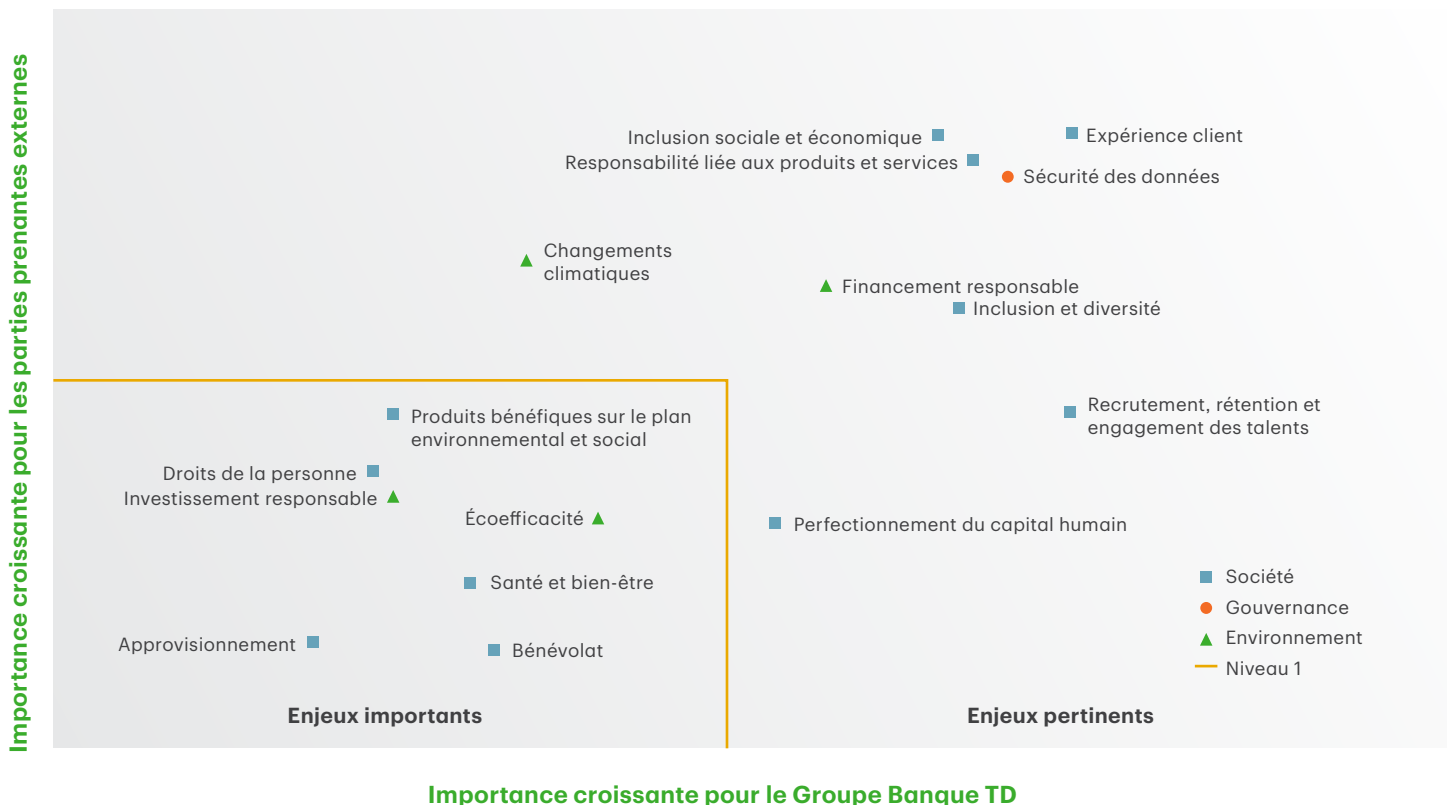 Importance croissante pour les parties prenantes externes
Inclusion sociale et économique
Expérience client
Responsabilité liée aux produits et services
Sécurité des données
Changements
climatiques
Financement responsable
Inclusion et diversité
Produits bénéfiques sur le plan
environnemental et social
Recrutement, rétention et
engagement des talents
Droits de la personne
Investissement responsable
Écoefficacité
Perfectionnement du capital humain
Santé et bien-être
Approvisionnement
Bénévolat
Société
Gouvernance
Environnement
Niveau 1
Enjeux importants
Enjeux pertinents
Importance croissante pour le Groupe Banque TD